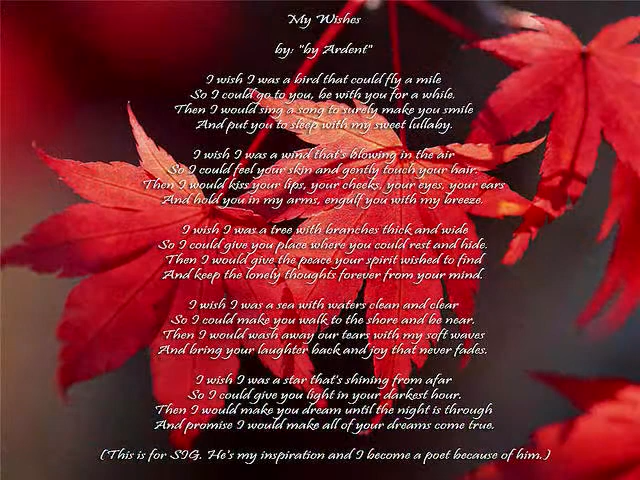 My Wishes
by: "by Ardent"
I wish I was a bird that could fly a mile
So I could go to you, be with you for a while.
Then I would sing a song to surely make you smile
And put you to sleep with my sweet lullaby.
I wish I was a wind that's blowing in the air
So I could feel your skin and gently touch your hair.
Then I would kiss your lips, your cheeks, your eyes, your ears
And hold you in my arms, engulf you with my breeze.
I wish I was a tree with branches thick and wide
So I could give you place where you could rest and hide.
Then I would give the peace your spirit wished to find
And keep the lonely thoughts forever from your mind.
I wish I was a sea with waters clean and clear
So I could make you walk to the shore and be near.
Then I would wash away our tears with my soft waves
And bring your laughter back and joy that never fades.
I wish I was a star that's shining from afar
So I could give you light in your darkest hour.
Then I would make you dream until the night is through
And promise I would make all of your dreams come true.
(This is for SIG. He's my inspiration and I become a poet because of him.)